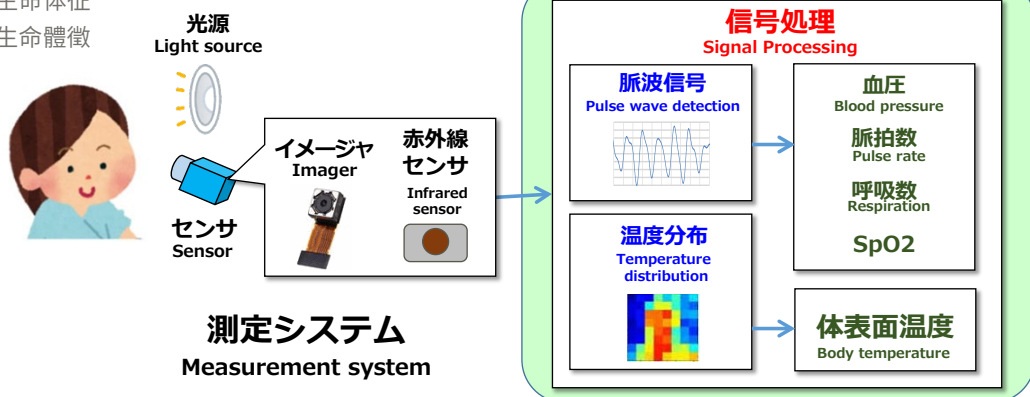 生命体征
生命體徵
光源
Light source
イメージャ
Imager
赤外線
センサ
Infrared
sensor
センサ
Sensor
測定システム
Measurement system
信号処理
Signal Processing
脈波信号
Pulse wave detection
温度分布
Temperature
distribution
血圧
Blood pressure
脈拍数
Pulse rate
呼吸数
Respiration
SpO2
体表面温度
Body temperature